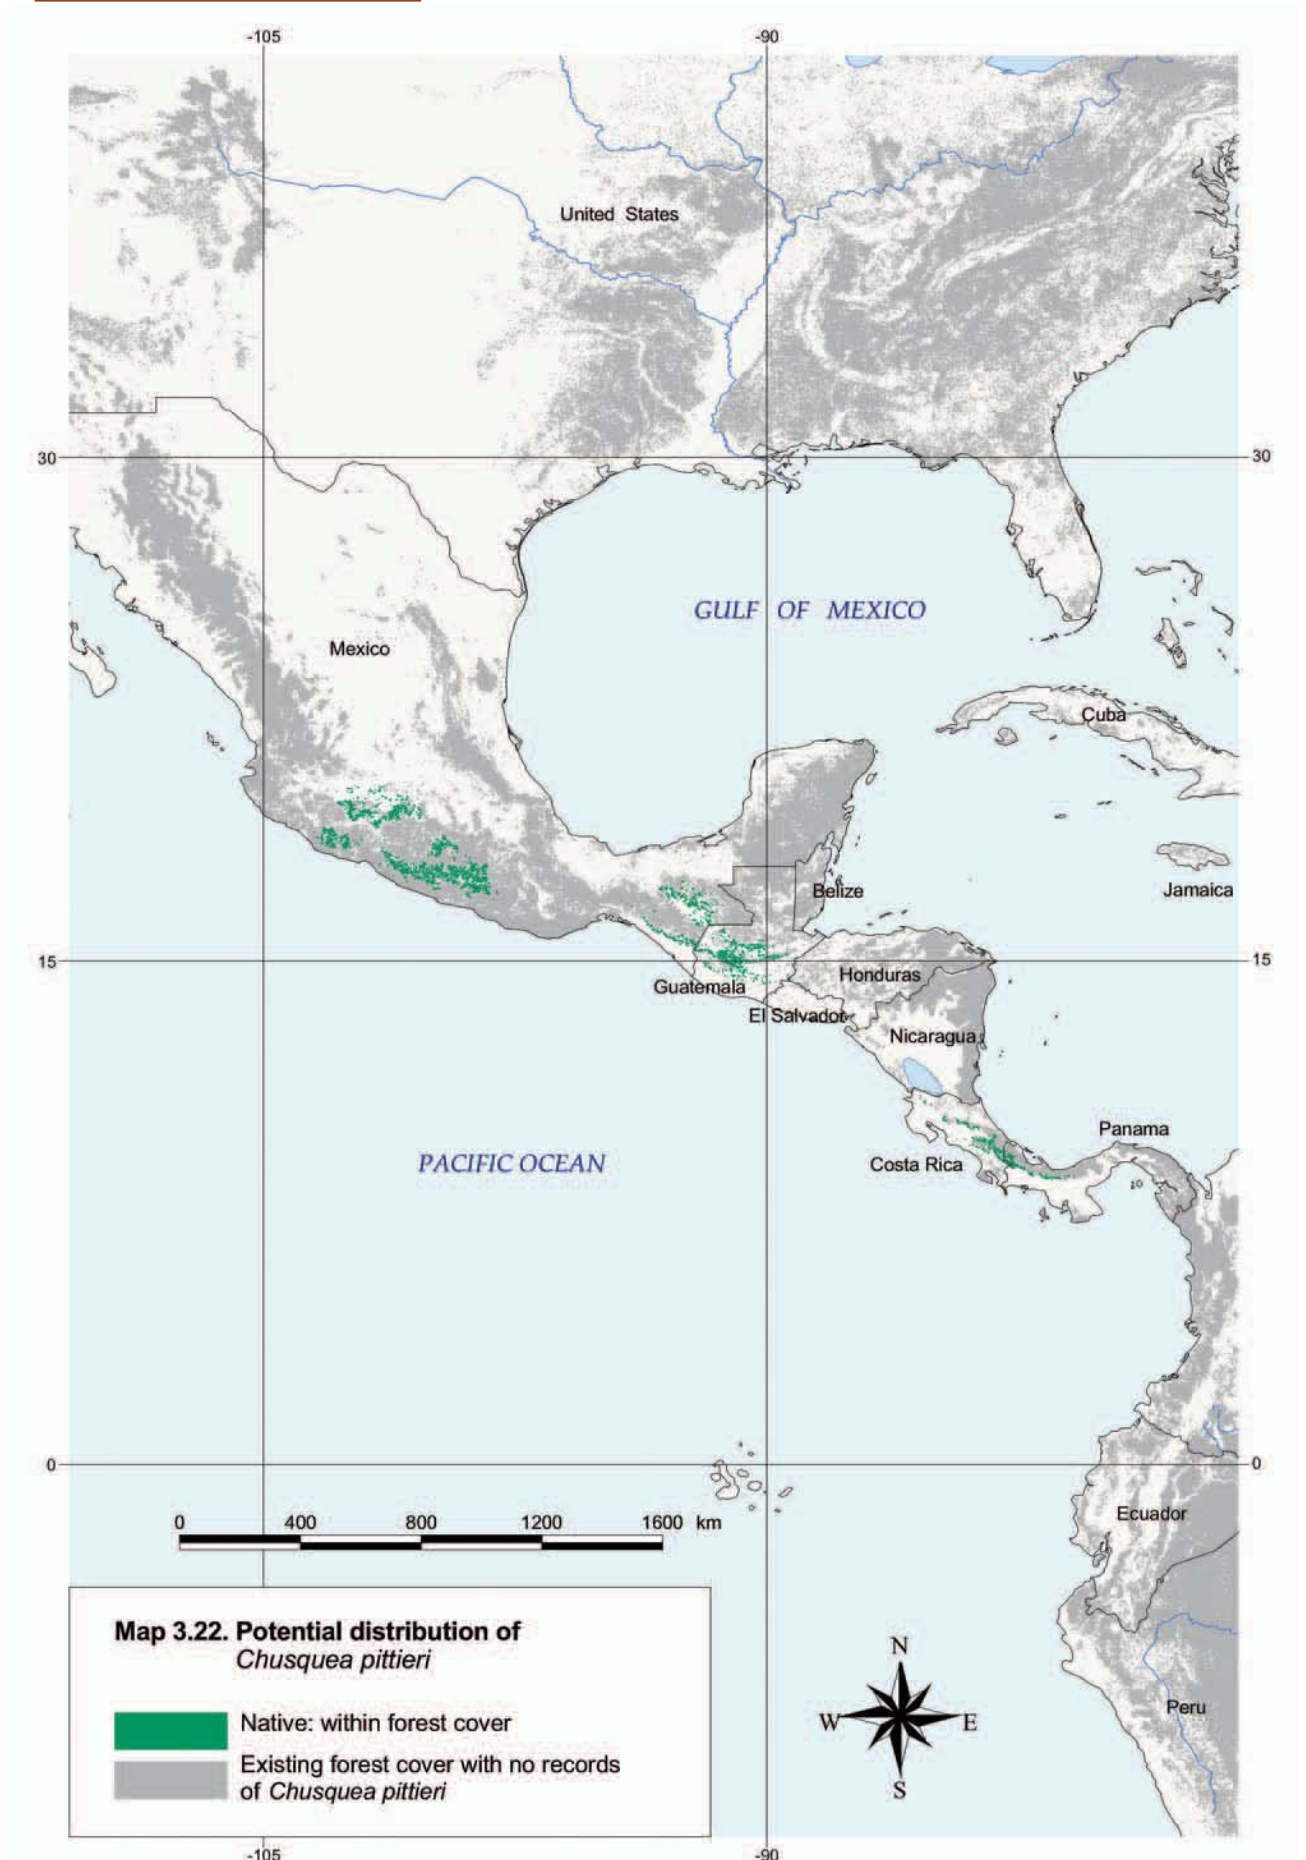 -105 -90
United States
30 30
GULF OF MEXICO
Mexico
Cuba
Belize
Jamaica
15 15
Honduras
Guatemala
El Salvador
Nicaragua
Panama
PACIFIC OCEAN
Costa Rica
0 0
Ecuador
0 400 800 1200 1600 km
Map 3.22. Potential distribution of
Chusquea pittieri
N
W E
S
Peru
Native: within forest cover
Existing forest cover with no records
of Chusquea pittieri
-105 -90